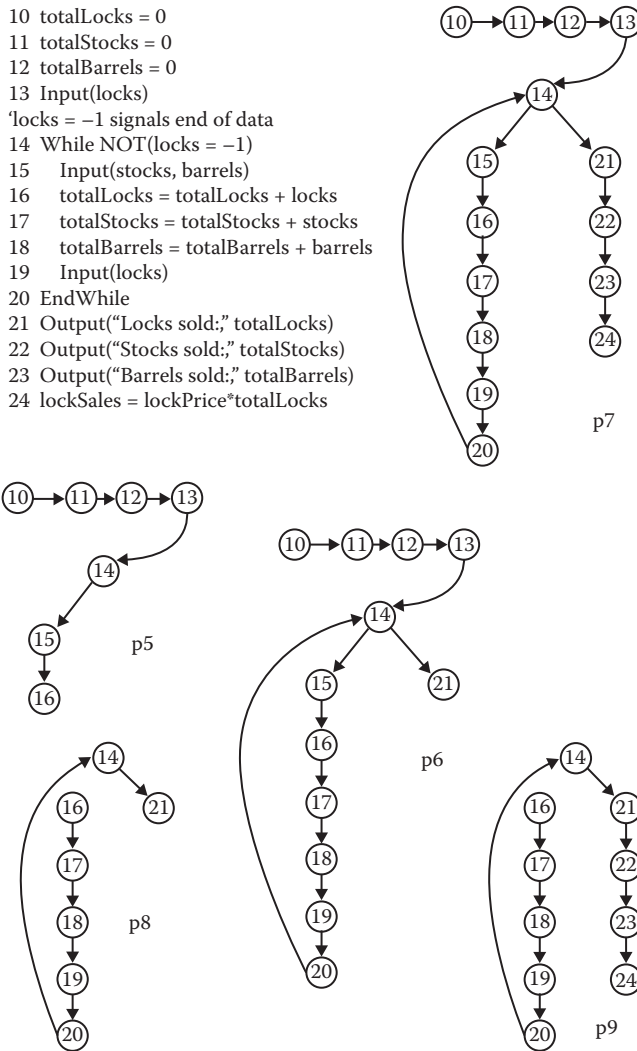 10 totalLocks = 0
11 totalStocks = 0
12 totalBarrels = 0
13 Input(locks)
‘locks = −1 signals end of data
14 While NOT(locks = −1)
15 Input(stocks, barrels)
16 totalLocks = totalLocks + locks
17 totalStocks = totalStocks + stocks
18 totalBarrels = totalBarrels + barrels
19 Input(locks)
20 EndWhile
21 Output(“Locks sold:,” totalLocks)
22 Output(“Stocks sold:,” totalStocks)
23 Output(“Barrels sold:,” totalBarrels)
24 lockSales = lockPrice*totalLocks
10 11 12 13
14
15 21
16 22
17 23
18 24
19
20
p7
10 11 12 13
14
15
16
p5
10 11 12 13
14
15 21
16
17
18
19
20
p6
14
16 21
17
18
19
20
p8
14
16 21
17 22
18 23
19 24
20
p9